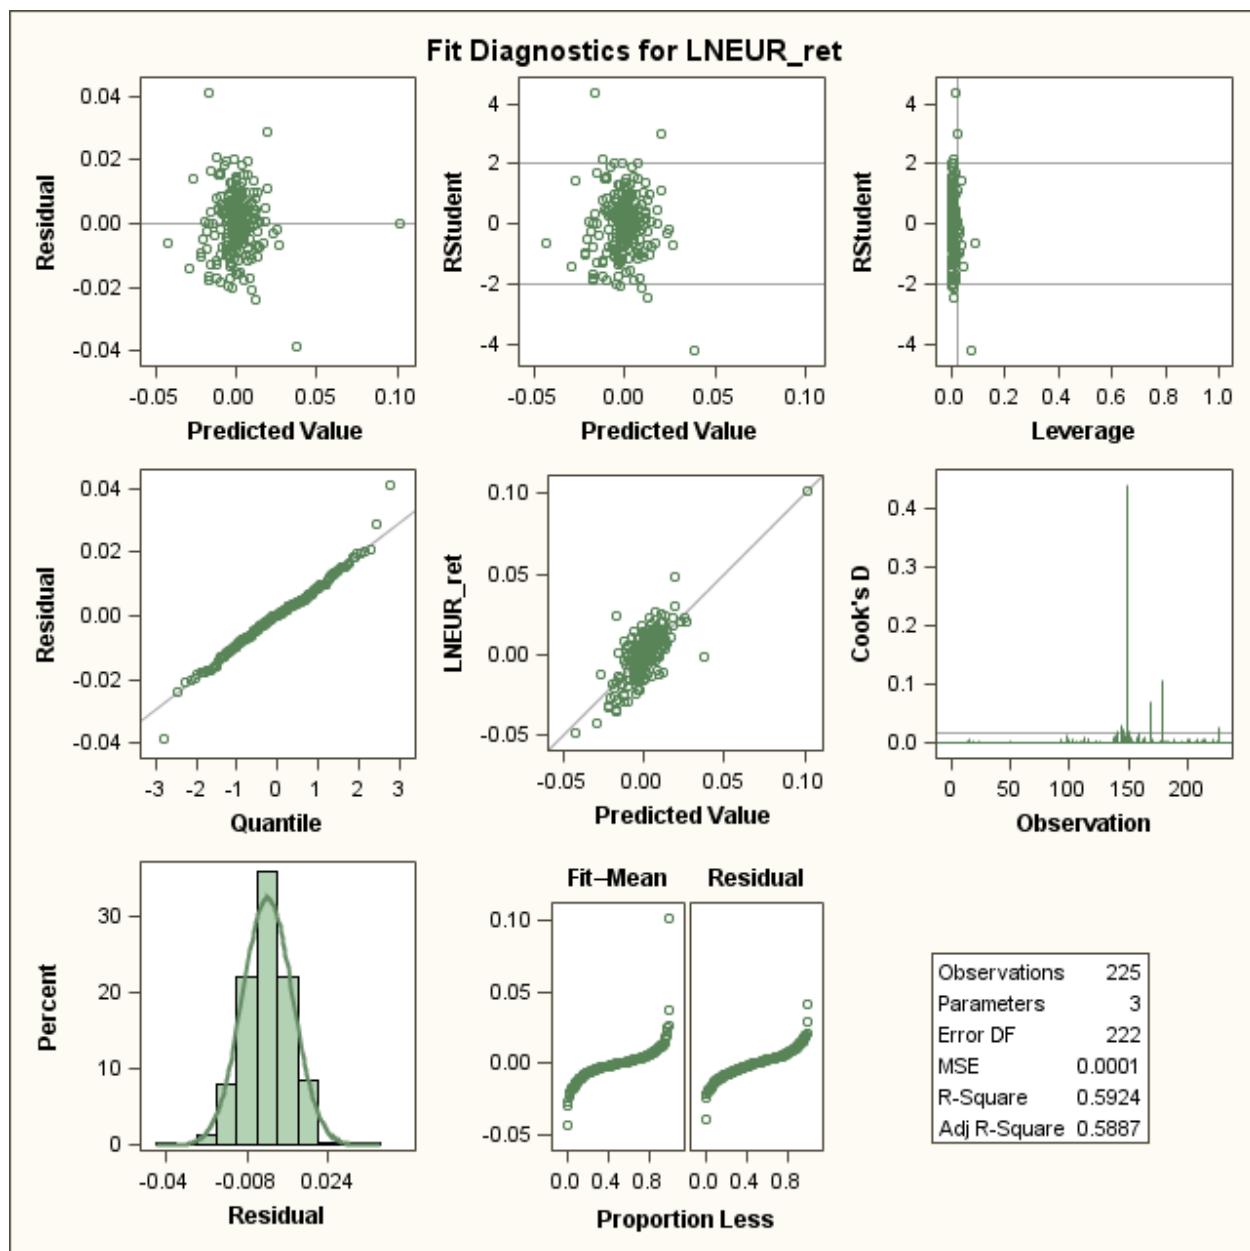 Fit Diagnostics for LNEUR_ret
0.04
0.02
0.00
-0.02
-0.04
Residual
-0.05 0.00 0.05 0.10
Predicted Value
4
2
0
-2
-4
RStudent
-0.05 0.00 0.05 0.10
Predicted Value
4
2
0
-2
-4
RStudent
0.0 0.2 0.4 0.6 0.8 1.0
Leverage
0.04
0.02
0.00
-0.02
-0.04
Residual
-3 -2 -1 0 1 2 3
Quantile
0.10
0.05
0.00
-0.05
LNEUR_ret
-0.05 0.00 0.05 0.10
Predicted Value
0.4
0.3
0.2
0.1
0.0
Cook's D
0 50 100 150 200
Observation
30
20
10
0
Percent
-0.04 -0.008 0.024
Residual
Fit–Mean Residual
0.10
0.05
0.00
-0.05
0.0 0.4 0.8 0.0 0.4 0.8
Proportion Less
Observations 225
Parameters 3
Error DF 222
MSE 0.0001
R-Square 0.5924
Adj R-Square 0.5887